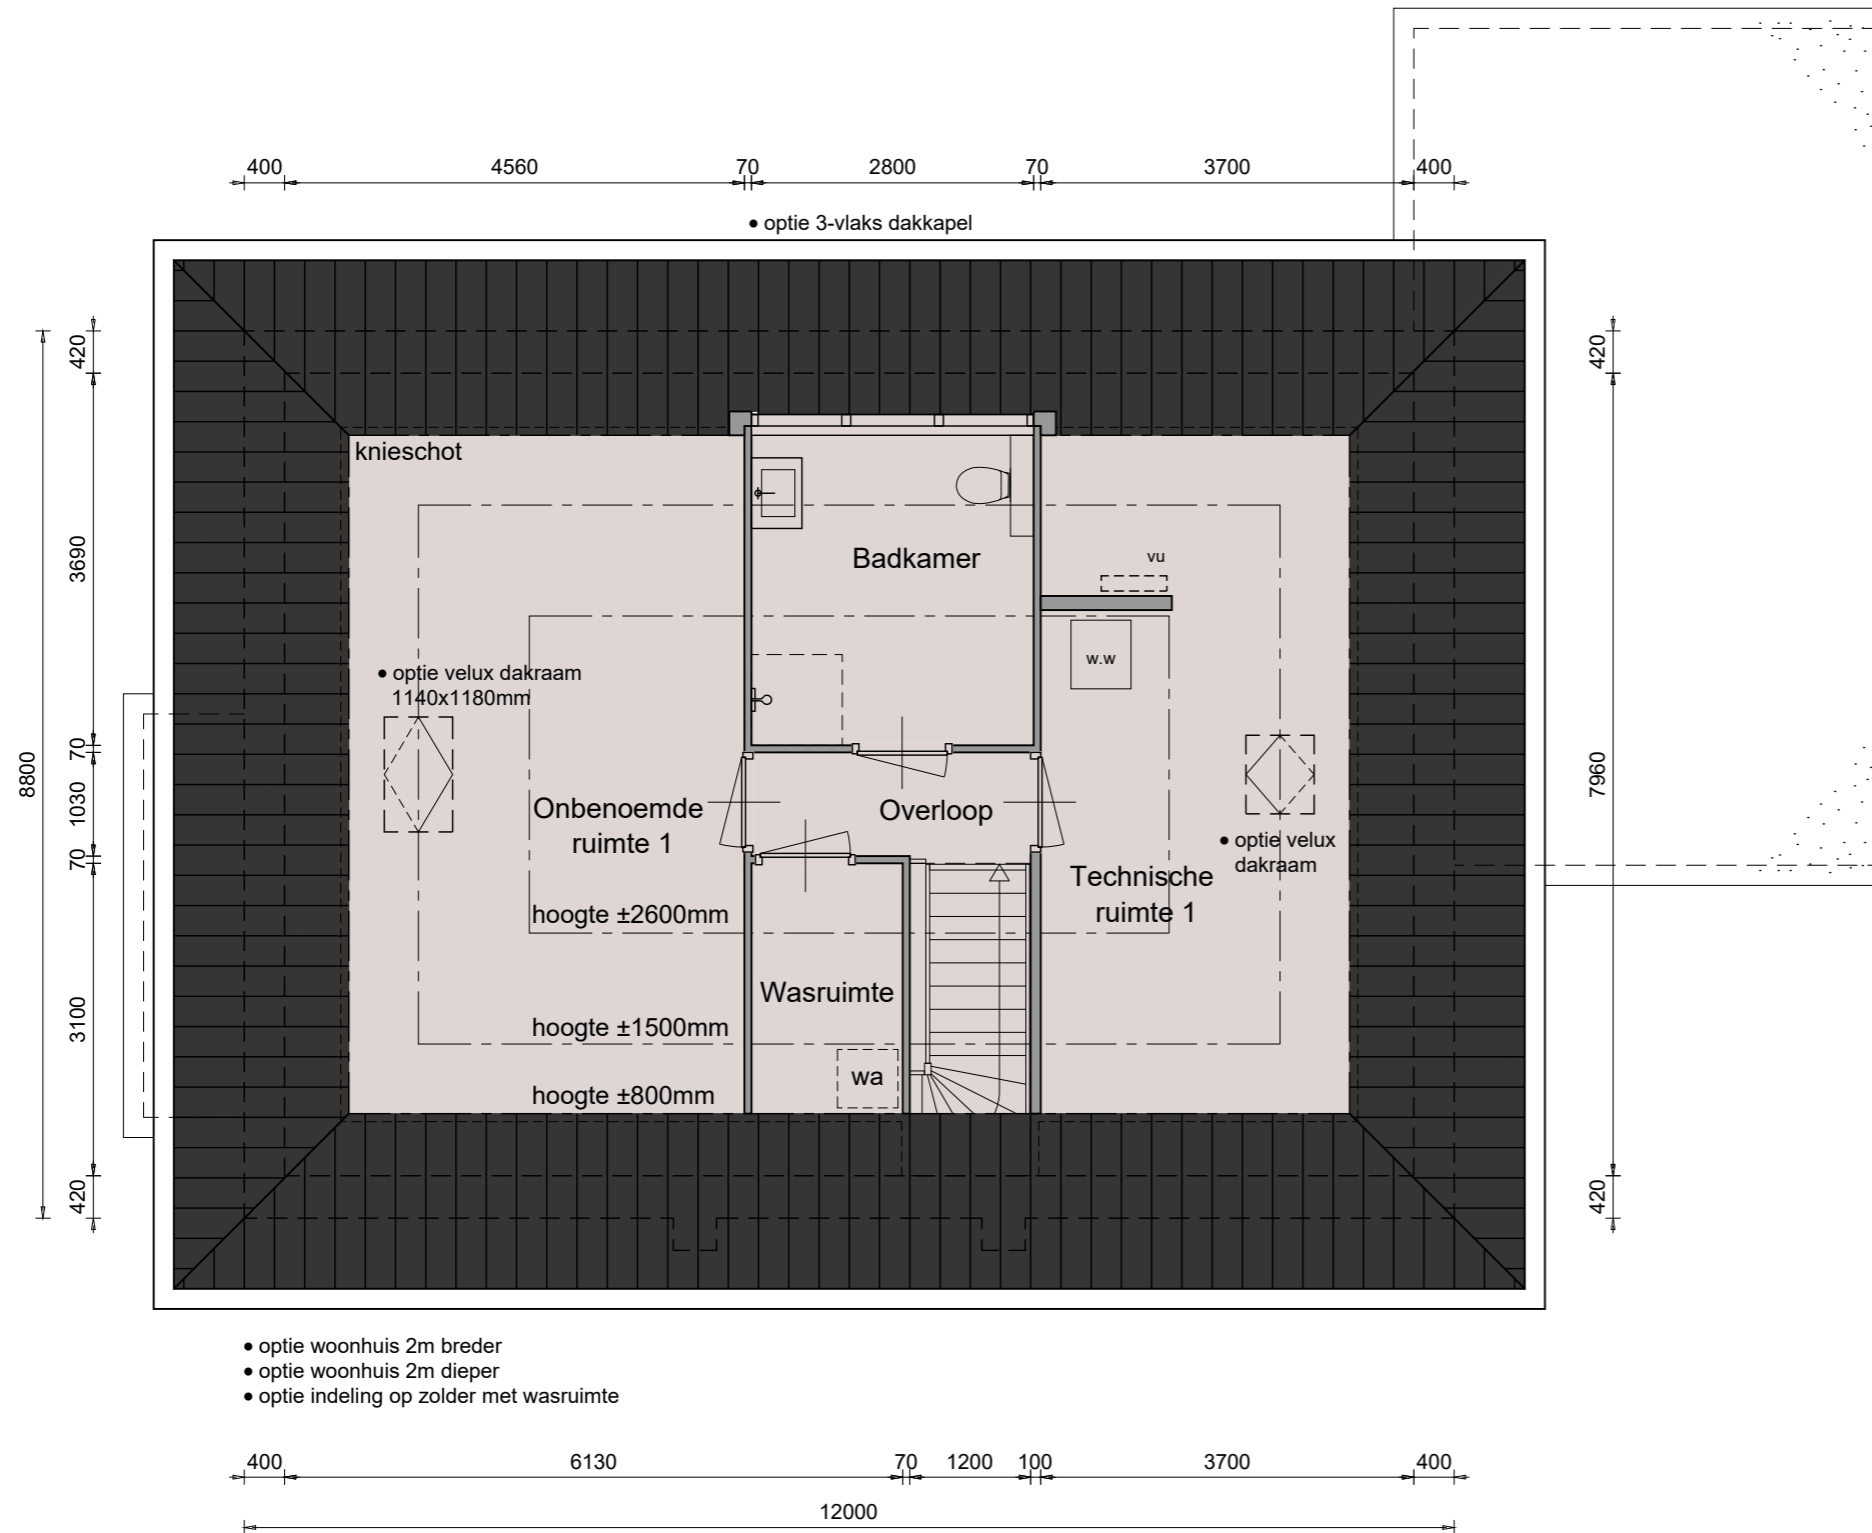 400
4560
70
2800
70
3700
400
• optie 3-vlaks dakkapel
420
3690
70
1030
70
3100
420
8800
420
7960
420
knieschot
Badkamer
vu
w.w
• optie velux dakraam
1140x1180mm
Onbenoemde
ruimte 1
Overloop
• optie velux
dakraam
Technische
ruimte 1
hoogte ±2600mm
Wasruimte
hoogte ±1500mm
wa
hoogte ±800mm
• optie woonhuis 2m breder
• optie woonhuis 2m dieper
• optie indeling op zolder met wasruimte
400
6130
70
1200
100
3700
400
12000